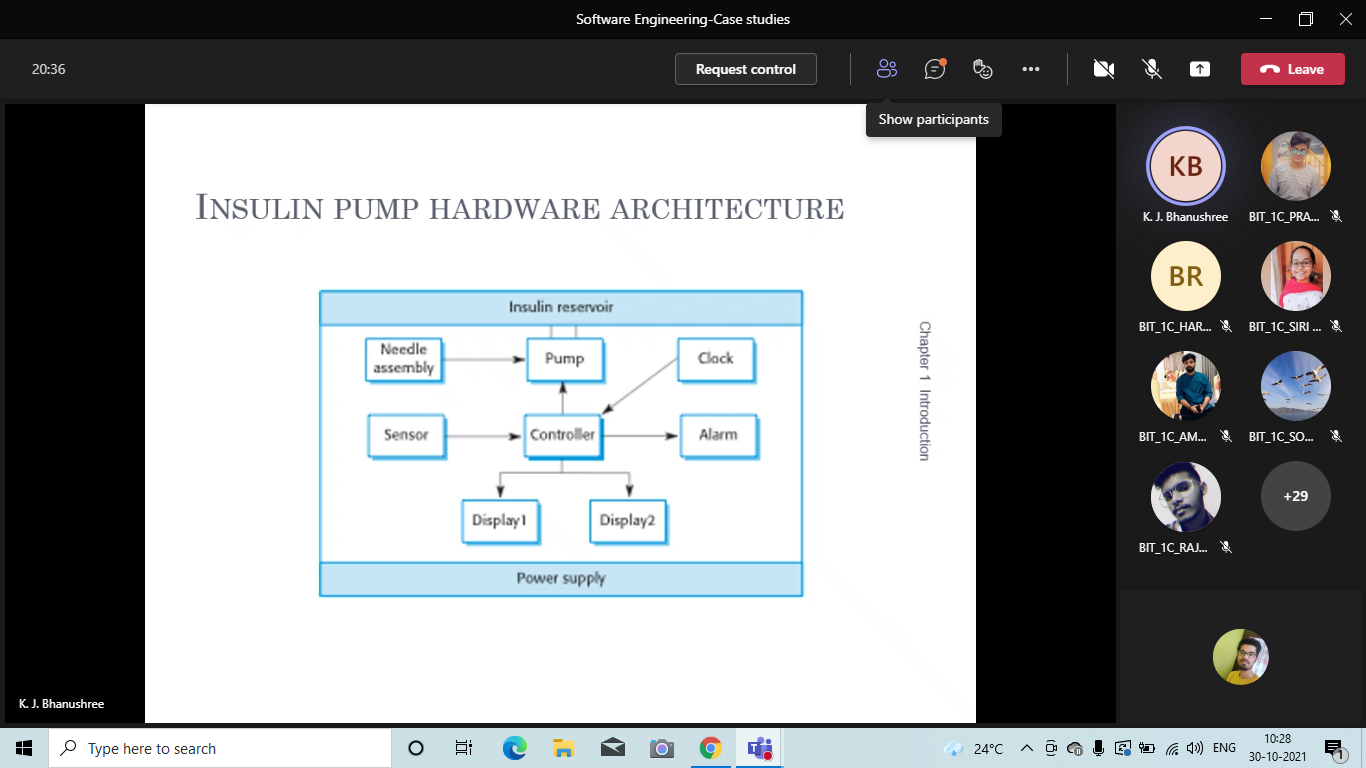 Software Engineering-Case studies
20:36
Request control
Leave
Show participants
INSULIN PUMP HARDWARE ARCHITECTURE
Insulin reservoir
Needle
assembly
Pump
Clock
Sensor
Controller
Alarm
Display1
Display2
Power supply
Chapter 1 Introduction
K. J. Bhanushree
KB
K. J. Bhanushree
BIT_1C_PRA...
BR
BIT_1C_HAR...
BIT_1C_SIRI ...
BIT_1C_AM...
BIT_1C_SO...
BIT_1C_RAJ...
+29
Type here to search
24°C
ENG
10:28
30-10-2021
1